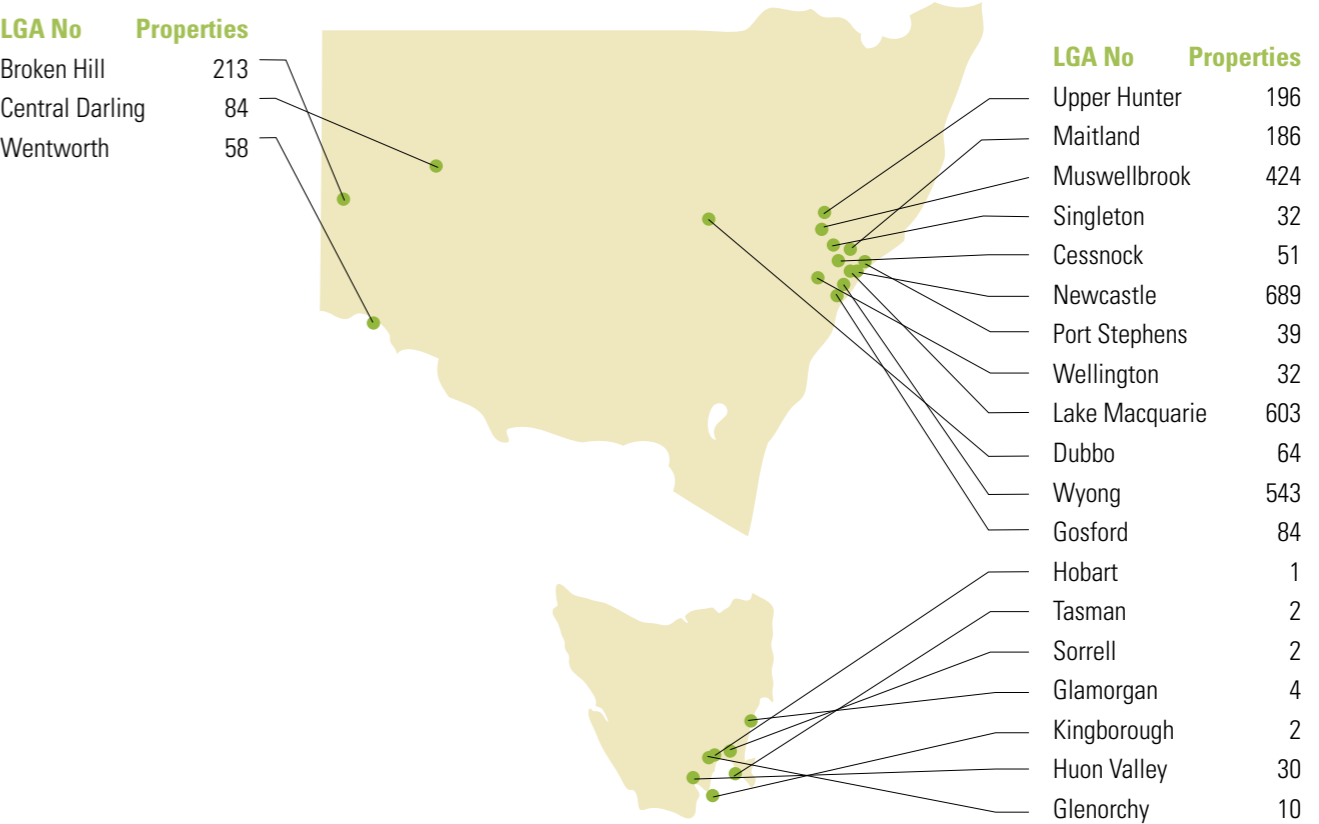 LGA No Properties
Broken Hill 213
Central Darling 84
Wentworth 58
LGA No Properties
Upper Hunter 196
Maitland 186
Muswellbrook 424
Singleton 32
Cessnock 51
Newcastle 689
Port Stephens 39
Wellington 32
Lake Macquarie 603
Dubbo 64
Wyong 543
Gosford 84
Hobart 1
Tasman 2
Sorrell 2
Glamorgan 4
Kingborough 2
Huon Valley 30
Glenorchy 10